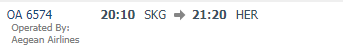 OA 6574 20:10 SKG → 21:20 HER
Operated By:
Aegean Airlines